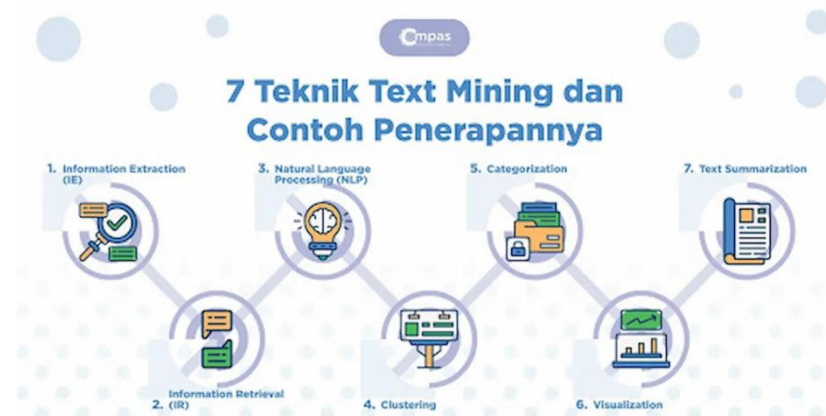 Compas
7 Teknik Text Mining dan
Contoh Penerapannya
1. Information Extraction
(IE)
2. Information Retrieval
(IR)
3. Natural Language
Processing (NLP)
4. Clustering
5. Categorization
6. Visualization
7. Text Summarization